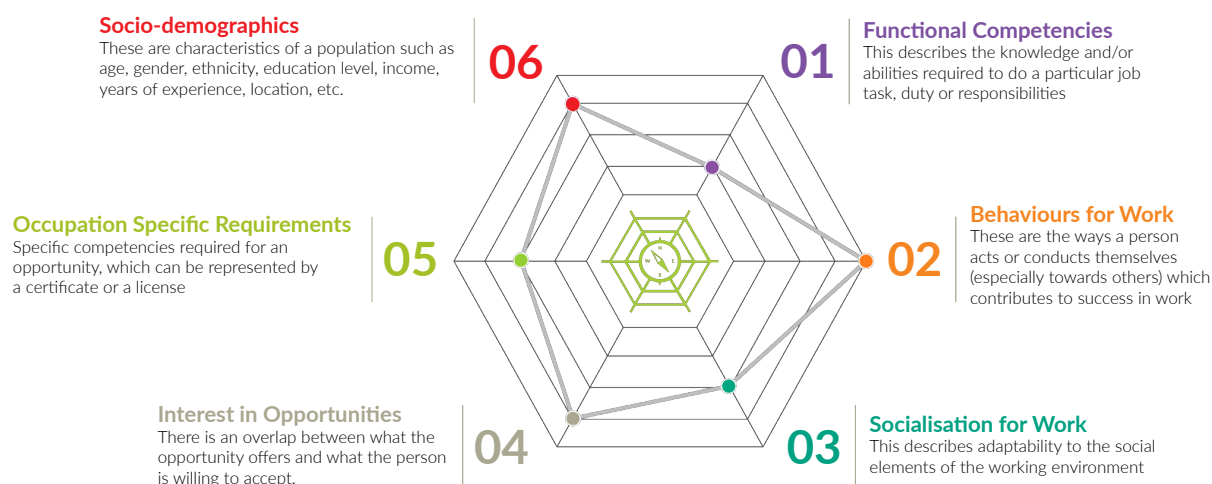 Socio-demographics
These are characteristics of a population such as
age, gender, ethnicity, education level, income,
years of experience, location, etc.
06
01
Functional Competencies
This describes the knowledge and/or
abilities required to do a particular job
task, duty or responsibilities
Occupation Specific Requirements
Specific competencies required for an
opportunity, which can be represented by
a certificate or a license
05
02
Behaviours for Work
These are the ways a person
acts or conducts themselves
(especially towards others) which
contributes to success in work
Interest in Opportunities
There is an overlap between what the
opportunity offers and what the person
is willing to accept.
04
03
Socialisation for Work
This describes adaptability to the social
elements of the working environment